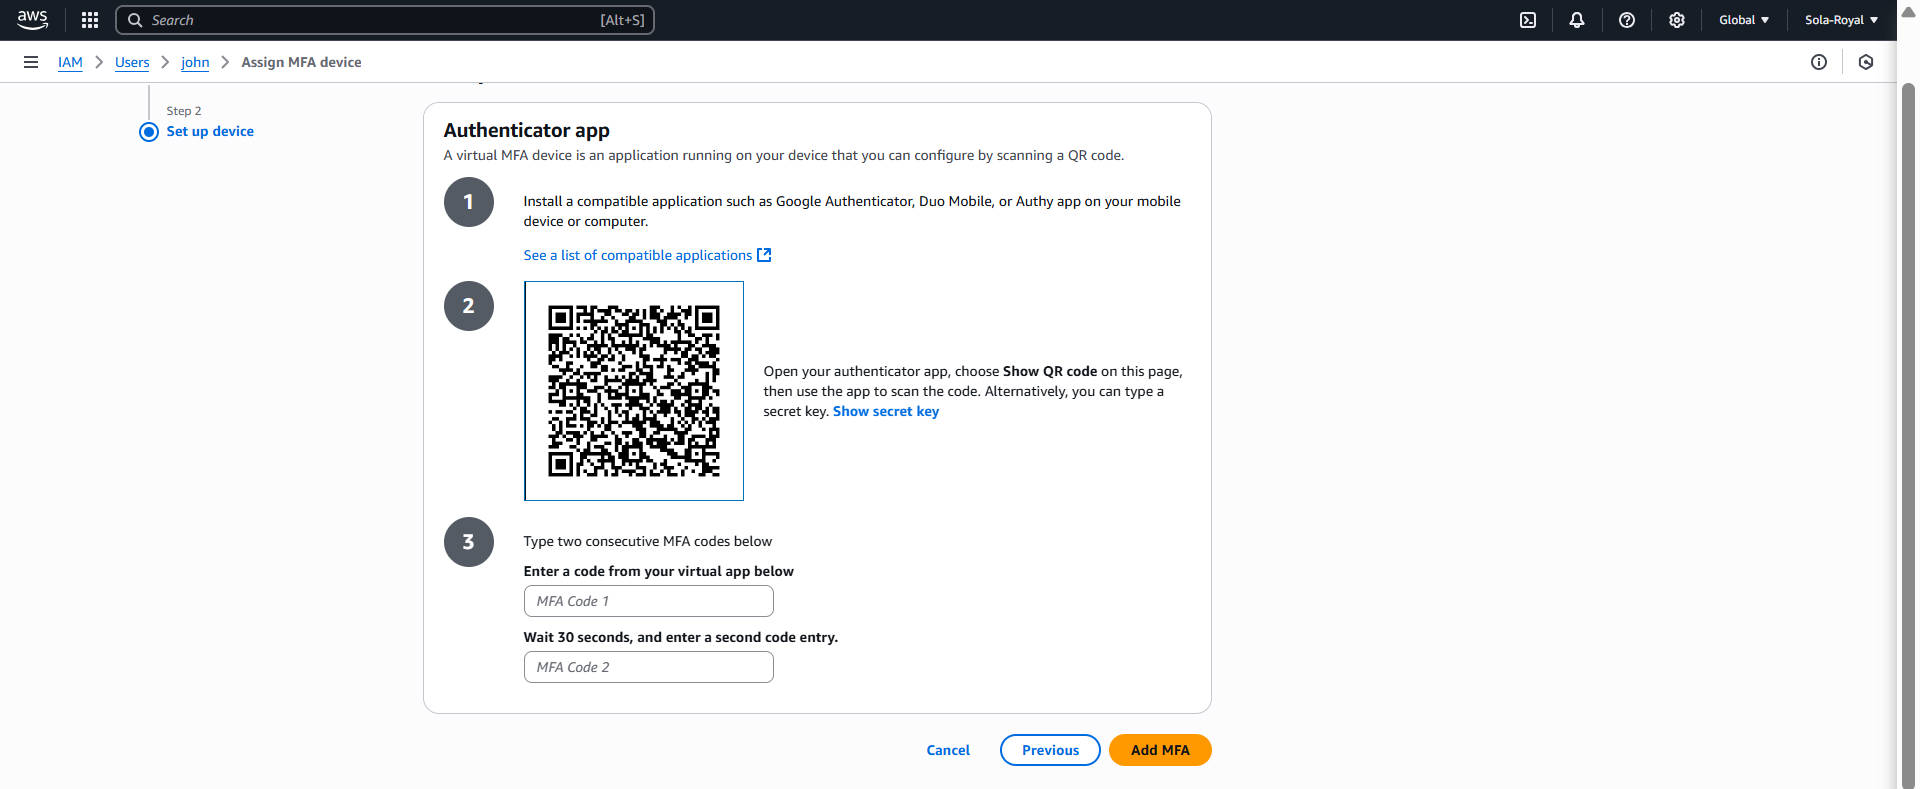 aws
Search [Alt+S]
Global
Sola-Royal
IAM
Users
john
Assign MFA device
Step 2
Set up device
Authenticator app
A virtual MFA device is an application running on your device that you can configure by scanning a QR code.
1
Install a compatible application such as Google Authenticator, Duo Mobile, or Authy app on your mobile
device or computer.
See a list of compatible applications
2
Open your authenticator app, choose Show QR code on this page,
then use the app to scan the code. Alternatively, you can type a
secret key. Show secret key
3
Type two consecutive MFA codes below
Enter a code from your virtual app below
MFA Code 1
Wait 30 seconds, and enter a second code entry.
MFA Code 2
Cancel
Previous
Add MFA